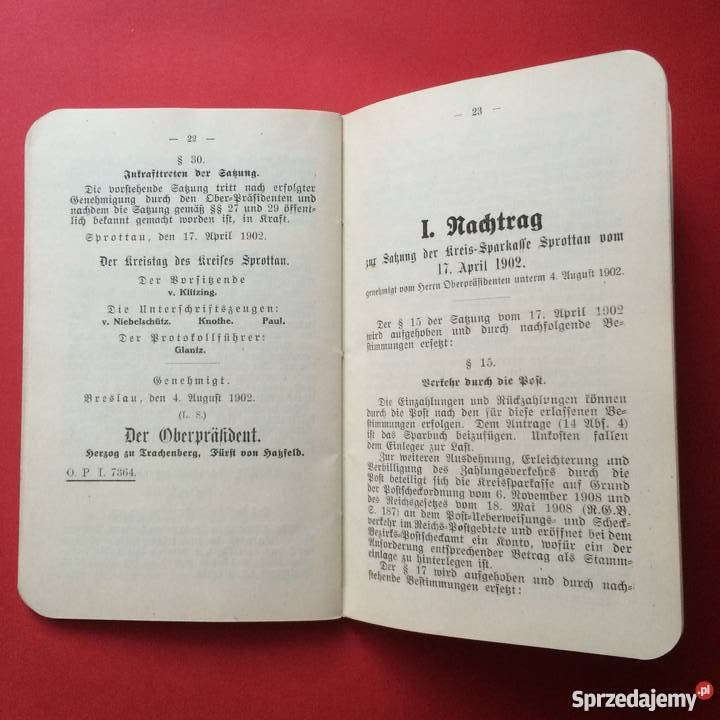 — 22 —
§ 30.
Inkrafttreten der Satzung.
Die vorstehende Satzung tritt nach erfolgter
Genehmigung durch den Ober-Präsidenten und
nachdem die Satzung gemäß §§ 27 und 29 öffent-
lich bekannt gemacht worden ist, in Kraft.
Sprottau, den 17. April 1902.
Der Kreistag des Kreises Sprottau.
Der Vorsitzende
v. Klitzing.
Die Unterschriftszeugen:
v. Niebelschütz. Knothe. Paul.
Der Protokollführer:
Glantz.
Genehmigt.
Breslau, den 4. August 1902.
(L. S.)
Der Oberpräsident.
Herzog zu Trachenberg, Fürst von Hatzfeld.
O. P I. 7364.
— 23 —
I. Nachtrag
zur Satzung der Kreis-Sparkasse Sprottau vom
17. April 1902.
genehmigt vom Herrn Oberpräsidenten unterm 4. August 1902.
Der § 15 der Satzung vom 17. April 1902
wird aufgehoben und durch nachfolgende Be-
stimmungen ersetzt:
§ 15.
Verkehr durch die Post.
Die Einzahlungen und Rückzahlungen können
durch die Post nach den für diese erlassenen Be-
stimmungen erfolgen. Dem Antrage (14 Abs. 4)
ist das Sparbuch beizufügen. Unkosten fallen
dem Einleger zur Last.
Zur weiteren Ausdehnung, Erleichterung und
Verbilligung des Zahlungsverkehrs durch die
Post beteiligt sich die Kreissparkasse auf Grund
der Postscheckordnung vom 6. November 1908 und
des Reichsgesetzes vom 18. Mai 1908 (R.G.B.
S. 187) an dem Post-Ueberweisungs- und Scheck-
verkehr im Reichs-Postgebiete und eröffnet bei dem
Bezirks-Postscheckamt ein Konto, wofür ein der
Anforderung entsprechender Betrag als Stamm-
einlage zu hinterlegen ist.
Der § 17 wird aufgehoben und durch nach-
stehende Bestimmungen ersetzt:
Sprzedajemy.pl